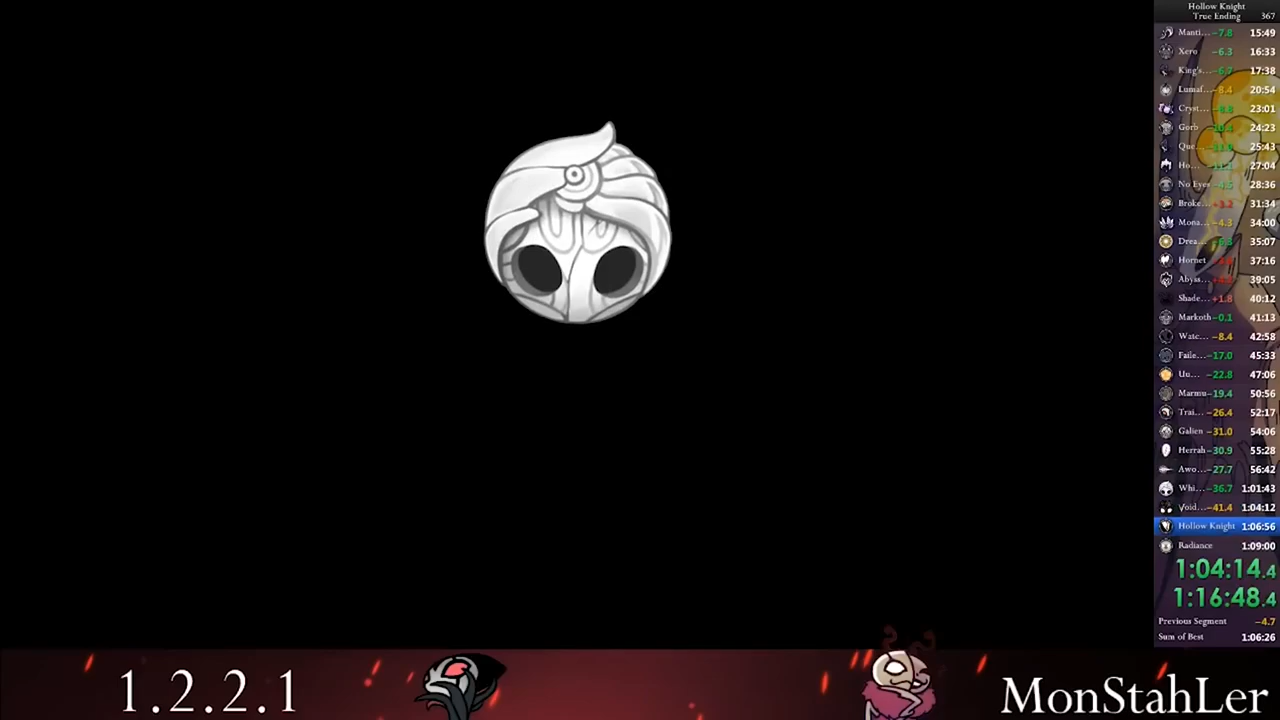 Hollow Knight
True Ending 367
Manti... −7.8 15:49
Xero −6.3 16:33
King's... −6.7 17:38
Lumaf... −8.4 20:54
Cryst... −8.8 23:01
Gorb 24:23
Que... 25:43
Ho... 27:04
No Eyes −4.5 28:36
Broke... +3.2 31:34
Mona... −4.3 34:00
Drea... 35:07
Hornet 37:16
Abyss... 39:05
Shade... +1.8 40:12
Markoth −0.1 41:13
Watc... −8.4 42:58
Faile... −17.0 45:33
Uu... −22.8 47:06
Marmu −19.4 50:56
Trai... −26.4 52:17
Galien −31.0 54:06
Herrah −30.9 55:28
Awo... −27.7 56:42
Whi... −36.7 1:01:43
Void... −41.4 1:04:12
Hollow Knight 1:06:56
Radiance 1:09:00
1:04:14.4
1:16:48.4
Previous Segment −4.7
Sum of Best 1:06:26
1.2.2.1
MonStahLer